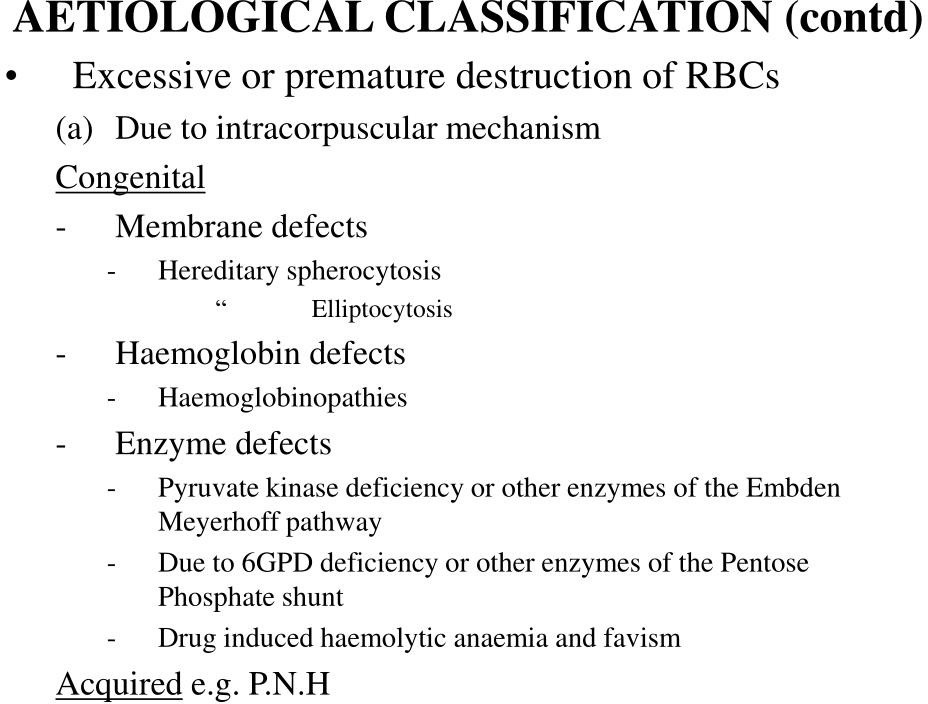 AETIOLOGICAL CLASSIFICATION (contd)
• Excessive or premature destruction of RBCs
(a) Due to intracorpuscular mechanism
Congenital
- Membrane defects
- Hereditary spherocytosis
“ Elliptocytosis
- Haemoglobin defects
- Haemoglobinopathies
- Enzyme defects
- Pyruvate kinase deficiency or other enzymes of the Embden
Meyerhoff pathway
- Due to 6GPD deficiency or other enzymes of the Pentose
Phosphate shunt
- Drug induced haemolytic anaemia and favism
Acquired e.g. P.N.H